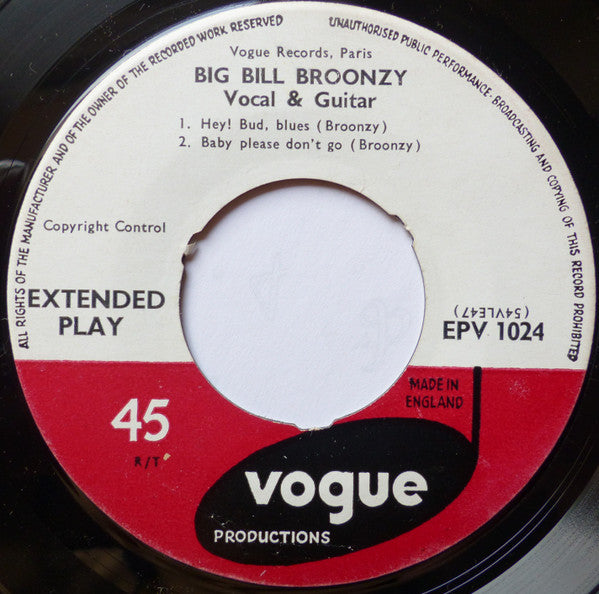 ALL RIGHTS OF THE MANUFACTURER AND OF THE OWNER OF THE RECORDED WORK RESERVED
UNAUTHORISED PUBLIC PERFORMANCE·BROADCASTING AND COPYING OF THIS RECORD PROHIBITED
Vogue Records, Paris
BIG BILL BROONZY
Vocal & Guitar
1. Hey! Bud, blues (Broonzy)
2. Baby please don't go (Broonzy)
Copyright Control
EXTENDED
PLAY
(54VLE47)
EPV 1024
45
R/T
MADE IN
ENGLAND
vogue
PRODUCTIONS